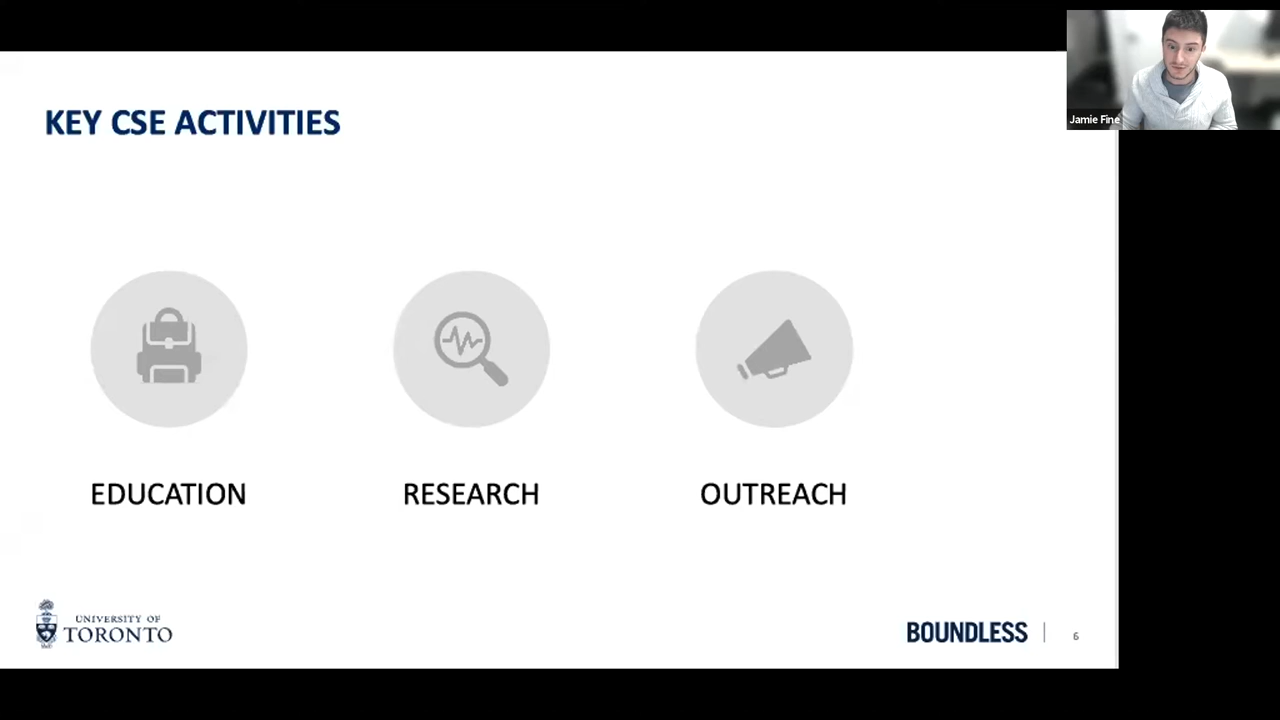 Jamie Fine
KEY CSE ACTIVITIES
EDUCATION
RESEARCH
OUTREACH
UNIVERSITY OF
TORONTO
BOUNDLESS
6